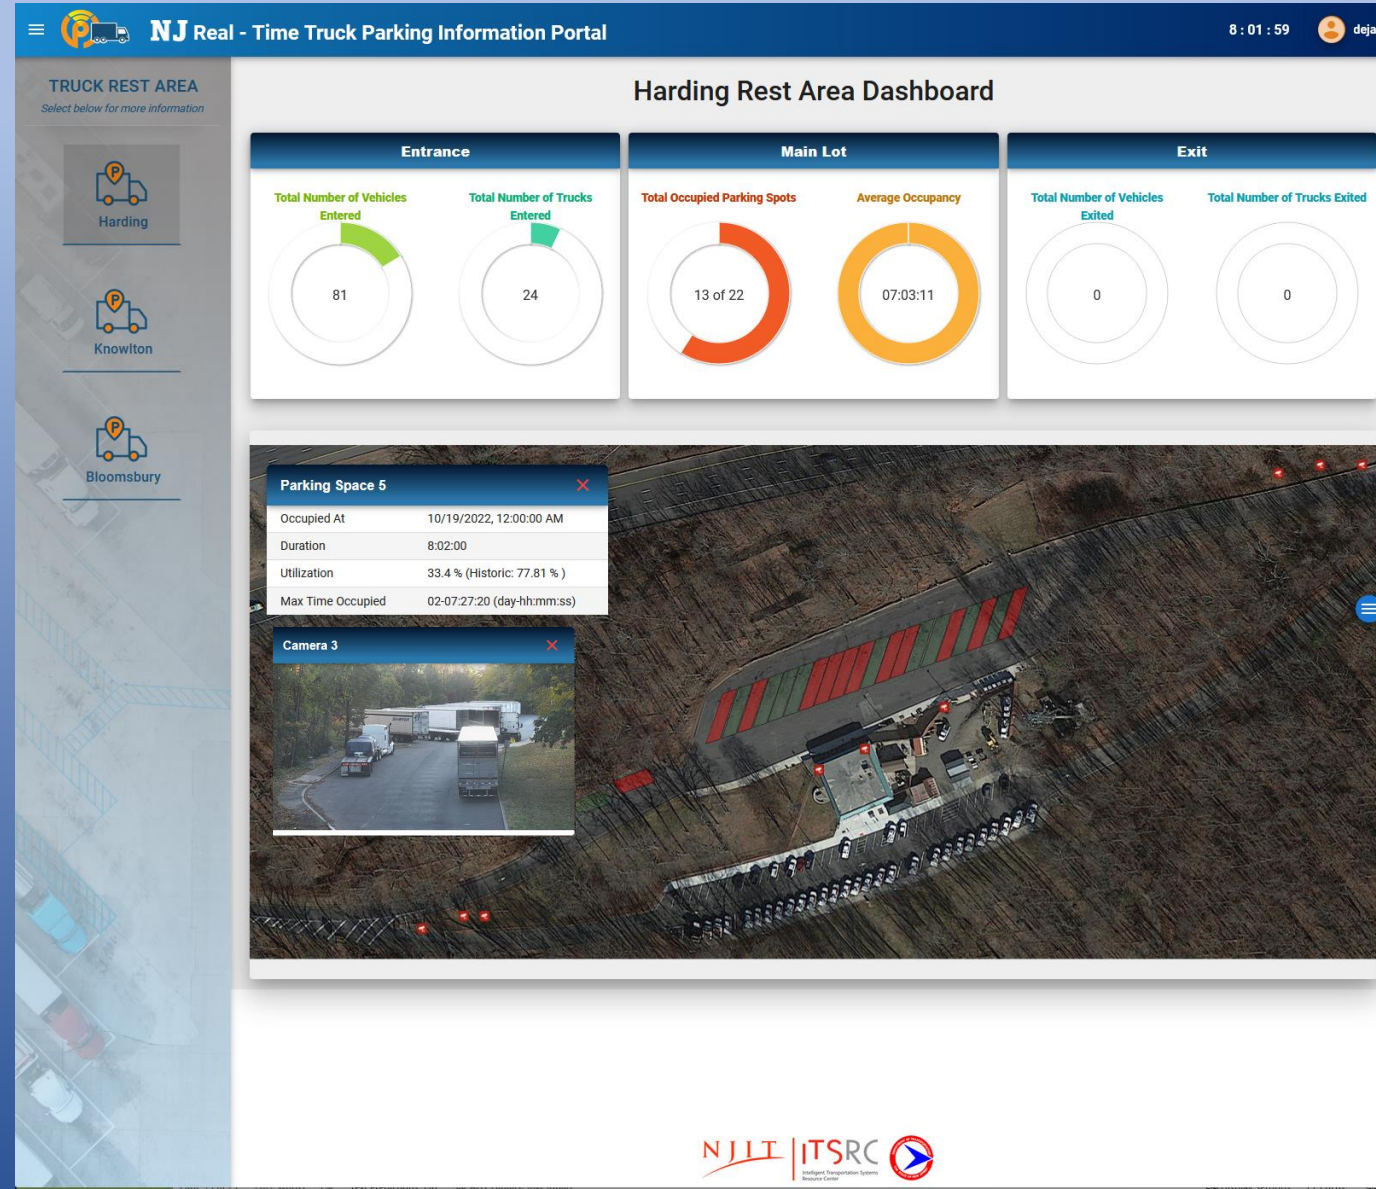 NJ Real - Time Truck Parking Information Portal
8 : 01 : 59
deja
TRUCK REST AREA
Select below for more information
P
Harding
P
Knowlton
P
Bloomsbury
Harding Rest Area Dashboard
Entrance
Total Number of Vehicles
Entered
81
Total Number of Trucks
Entered
24
Main Lot
Total Occupied Parking Spots
13 of 22
Average Occupancy
07:03:11
Exit
Total Number of Vehicles
Exited
0
Total Number of Trucks Exited
0
Parking Space 5
Occupied At 10/19/2022, 12:00:00 AM
Duration 8:02:00
Utilization 33.4 % (Historic: 77.81 % )
Max Time Occupied 02-07:27:20 (day-hh:mm:ss)
Camera 3
NJIT
ITSRC
Intelligent Transportation Systems
Resource Center